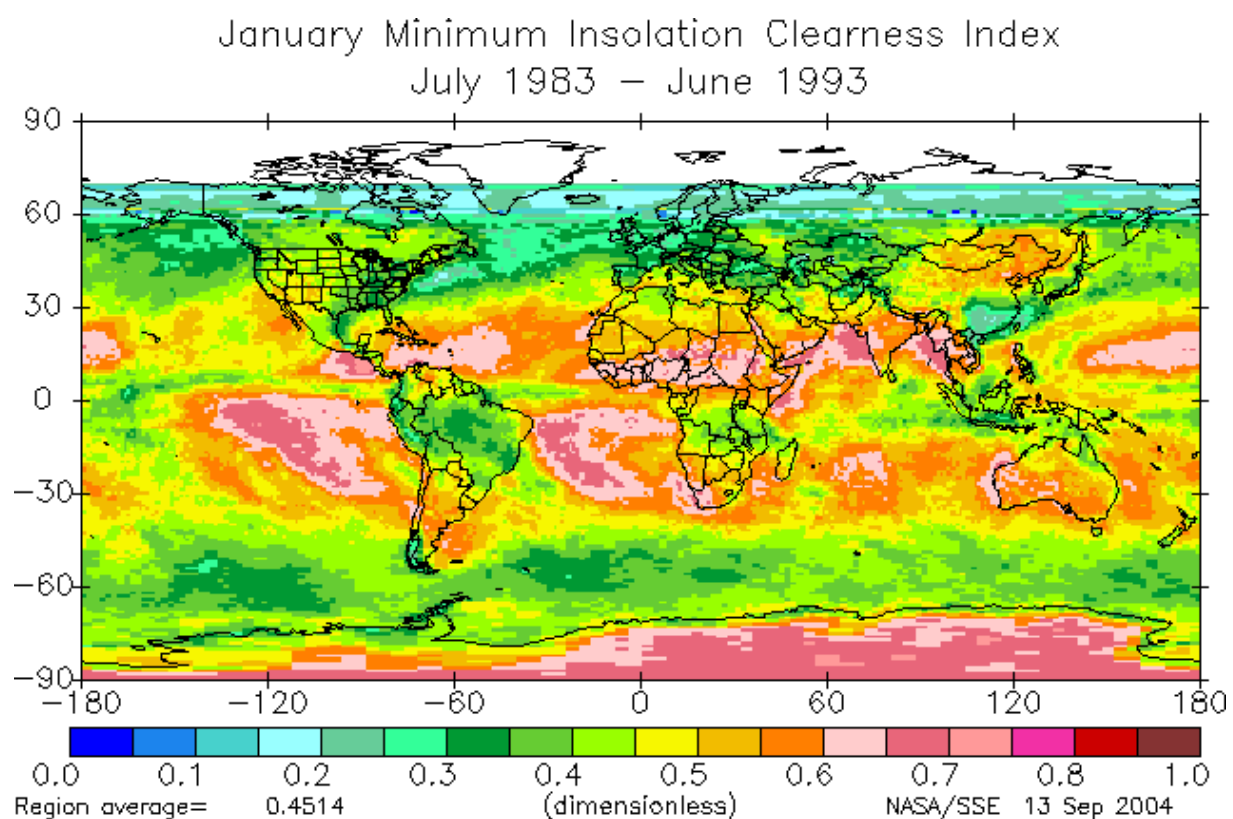 January Minimum Insolation Clearness Index
July 1983 – June 1993
90
60
30
0
−30
−60
−90
−180 −120 −60 0 60 120 180
0.0 0.1 0.2 0.3 0.4 0.5 0.6 0.7 0.8 1.0
Region average= 0.4514 (dimensionless) NASA/SSE 13 Sep 2004